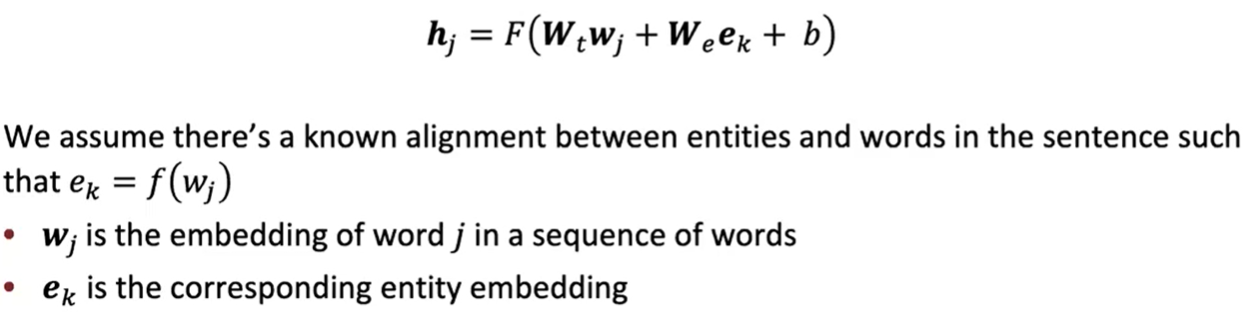 h_j = F(W_t w_j + W_e e_k + b)
We assume there's a known alignment between entities and words in the sentence such
that e_k = f(w_j)
• w_j is the embedding of word j in a sequence of words
• e_k is the corresponding entity embedding